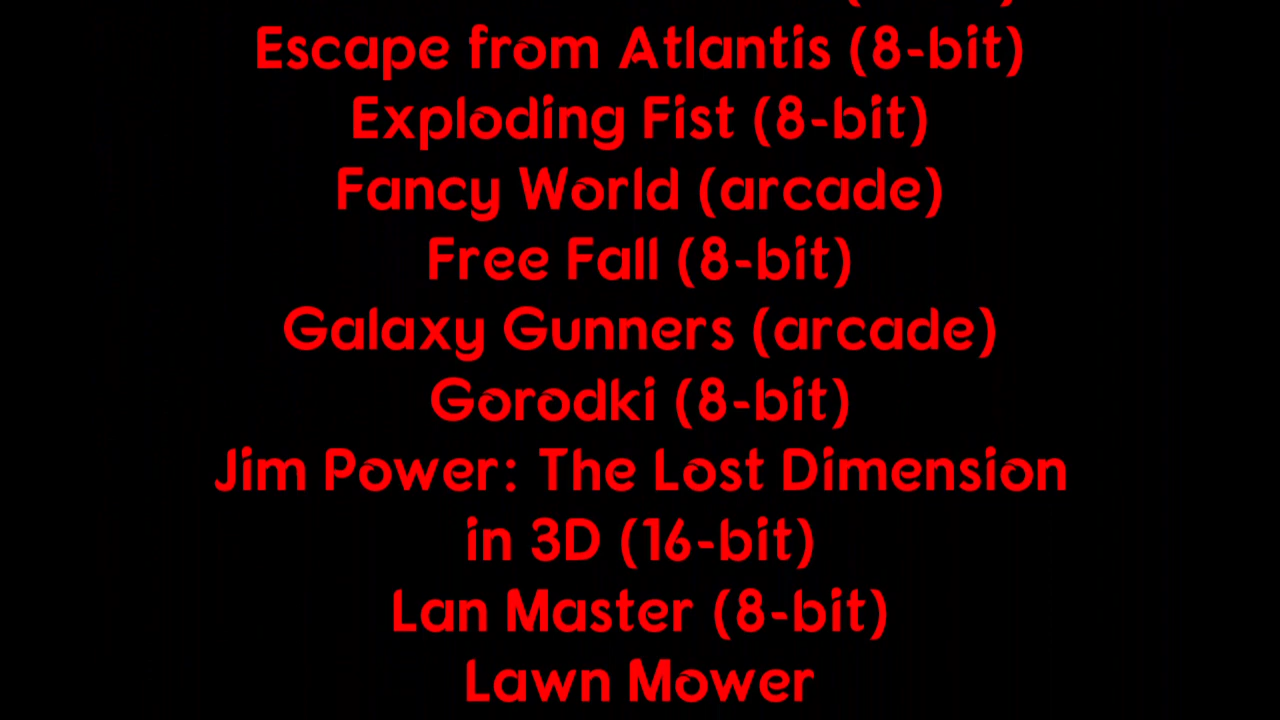 Escape from Atlantis (8-bit)
Exploding Fist (8-bit)
Fancy World (arcade)
Free Fall (8-bit)
Galaxy Gunners (arcade)
Gorodki (8-bit)
Jim Power: The Lost Dimension
in 3D (16-bit)
Lan Master (8-bit)
Lawn Mower